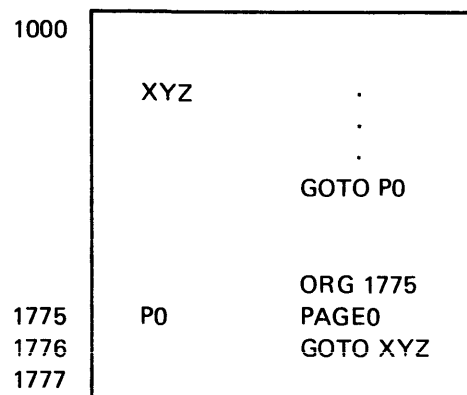 1000
XYZ .
.
.
GOTO P0
ORG 1775
1775 P0 PAGE0
1776 GOTO XYZ
1777